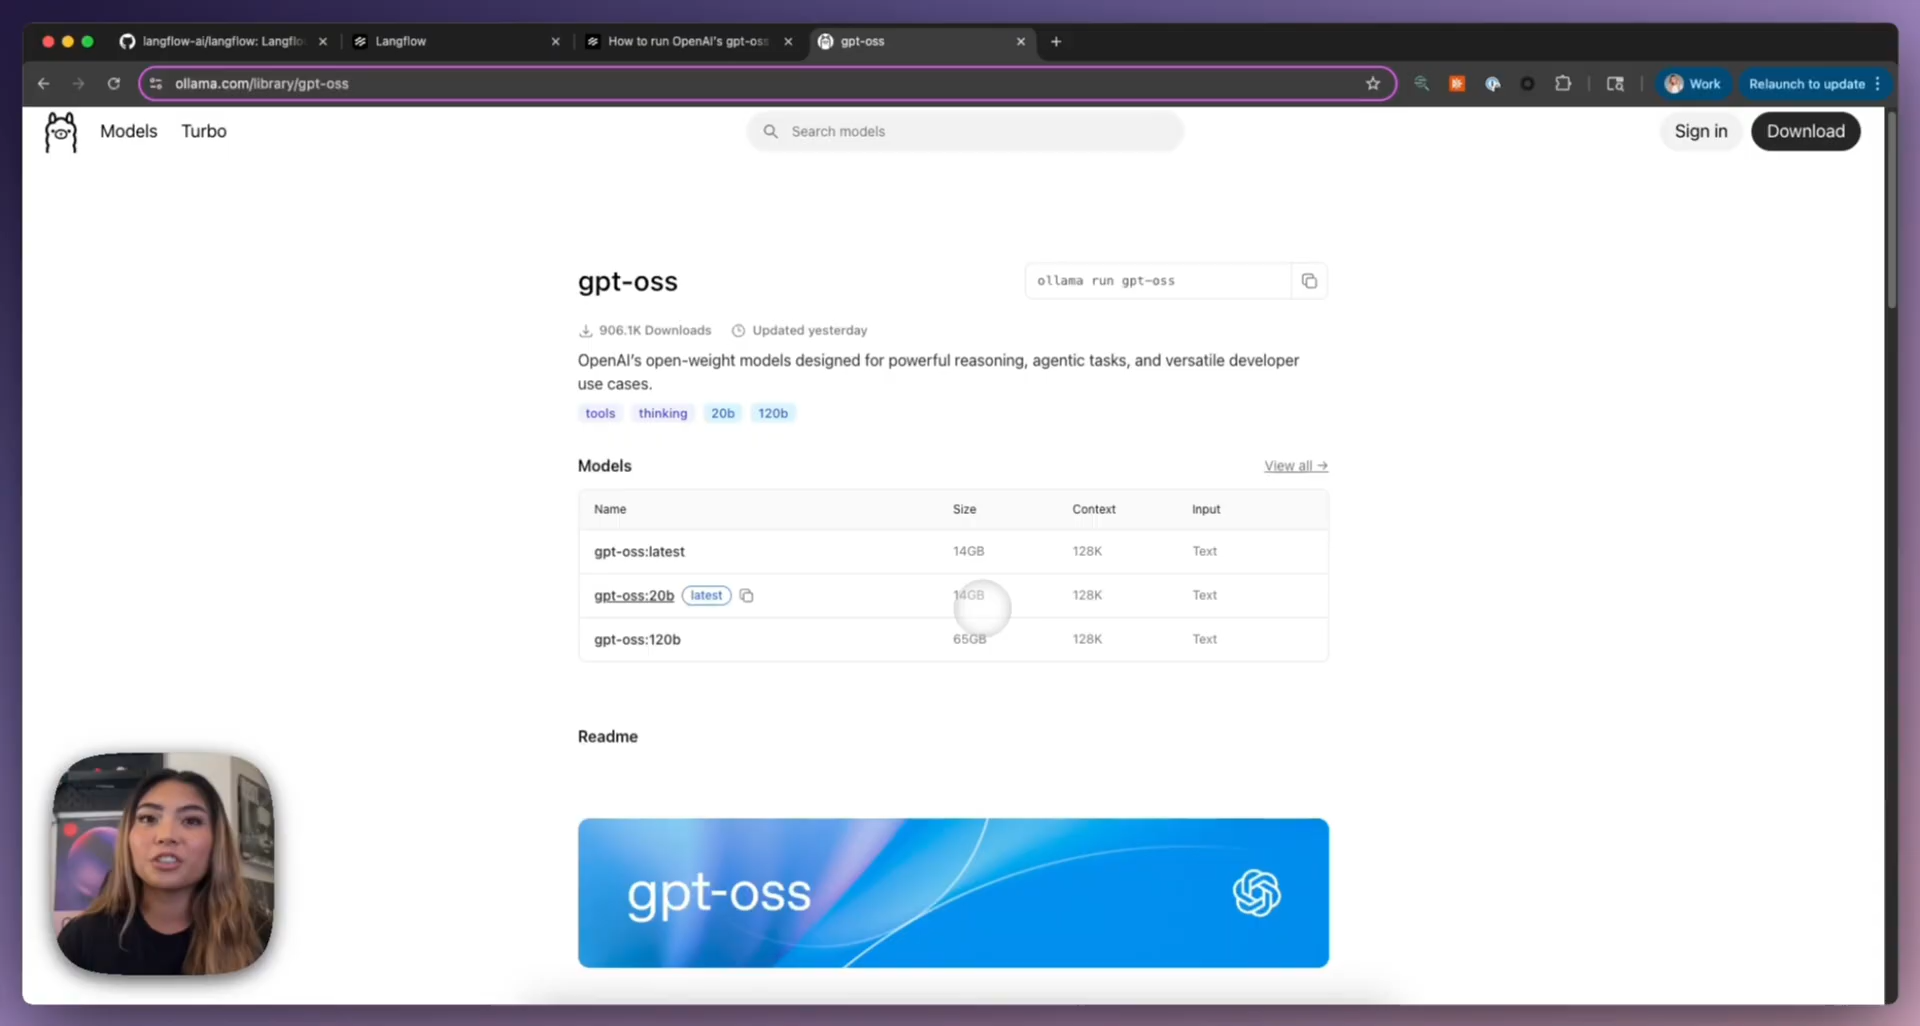 langflow-ai/langflow: Langflo
Langflow
How to run OpenAI's gpt-oss
gpt-oss
ollama.com/library/gpt-oss
Work
Relaunch to update
Models
Turbo
Search models
Sign in
Download
gpt-oss
ollama run gpt-oss
906.1K Downloads
Updated yesterday
OpenAI's open-weight models designed for powerful reasoning, agentic tasks, and versatile developer
use cases.
tools
thinking
20b
120b
Models
View all →
Name
Size
Context
Input
gpt-oss:latest
14GB
128K
Text
gpt-oss:20b
latest
14GB
128K
Text
gpt-oss:120b
65GB
128K
Text
Readme
gpt-oss